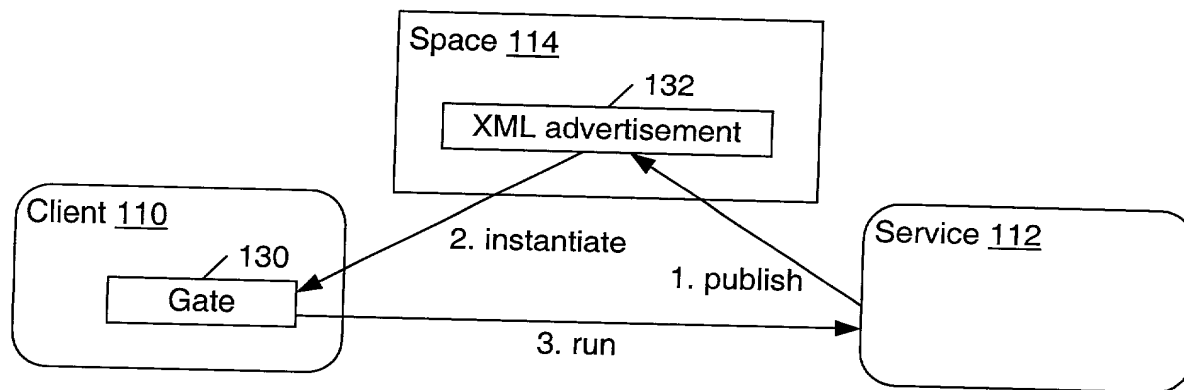 Space 114
132
XML advertisement
Client 110
130
Gate
2. instantiate
1. publish
Service 112
3. run